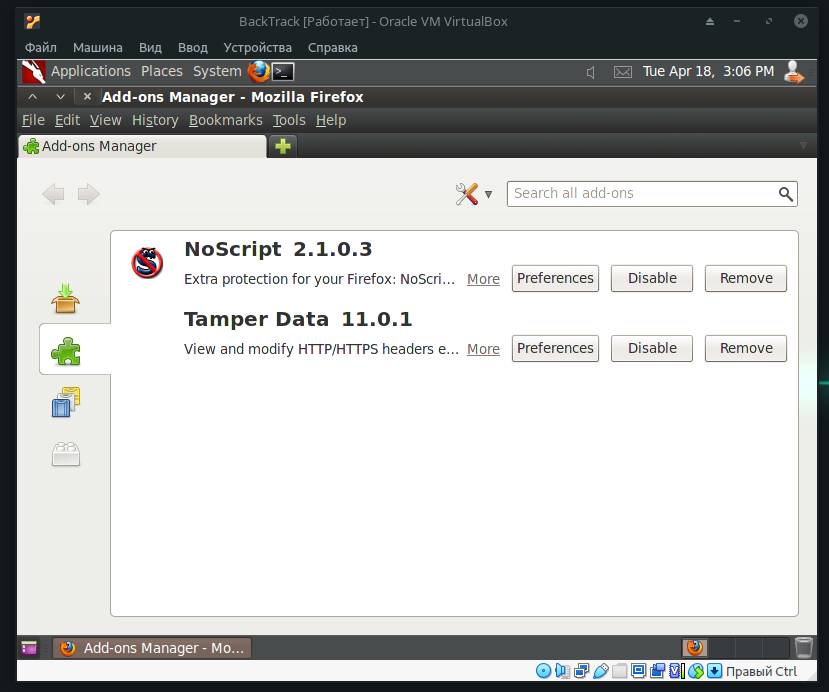 BackTrack [Работает] - Oracle VM VirtualBox
Файл Машина Вид Ввод Устройства Справка
Applications Places System Tue Apr 18, 3:06 PM
Add-ons Manager - Mozilla Firefox
File Edit View History Bookmarks Tools Help
Add-ons Manager
Search all add-ons
NoScript 2.1.0.3
Extra protection for your Firefox: NoScri... More Preferences Disable Remove
Tamper Data 11.0.1
View and modify HTTP/HTTPS headers e... More Preferences Disable Remove
Add-ons Manager - Mo...
Правый Ctrl